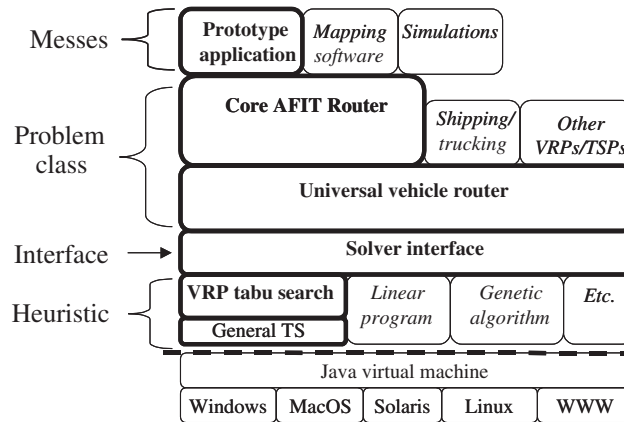 Messes
Prototype
application
Mapping
software
Simulations
Problem
class
Core AFIT Router
Shipping/
trucking
Other
VRPs/TSPs
Universal vehicle router
Interface
Solver interface
Heuristic
VRP tabu search
General TS
Linear
program
Genetic
algorithm
Etc.
Java virtual machine
Windows
MacOS
Solaris
Linux
WWW